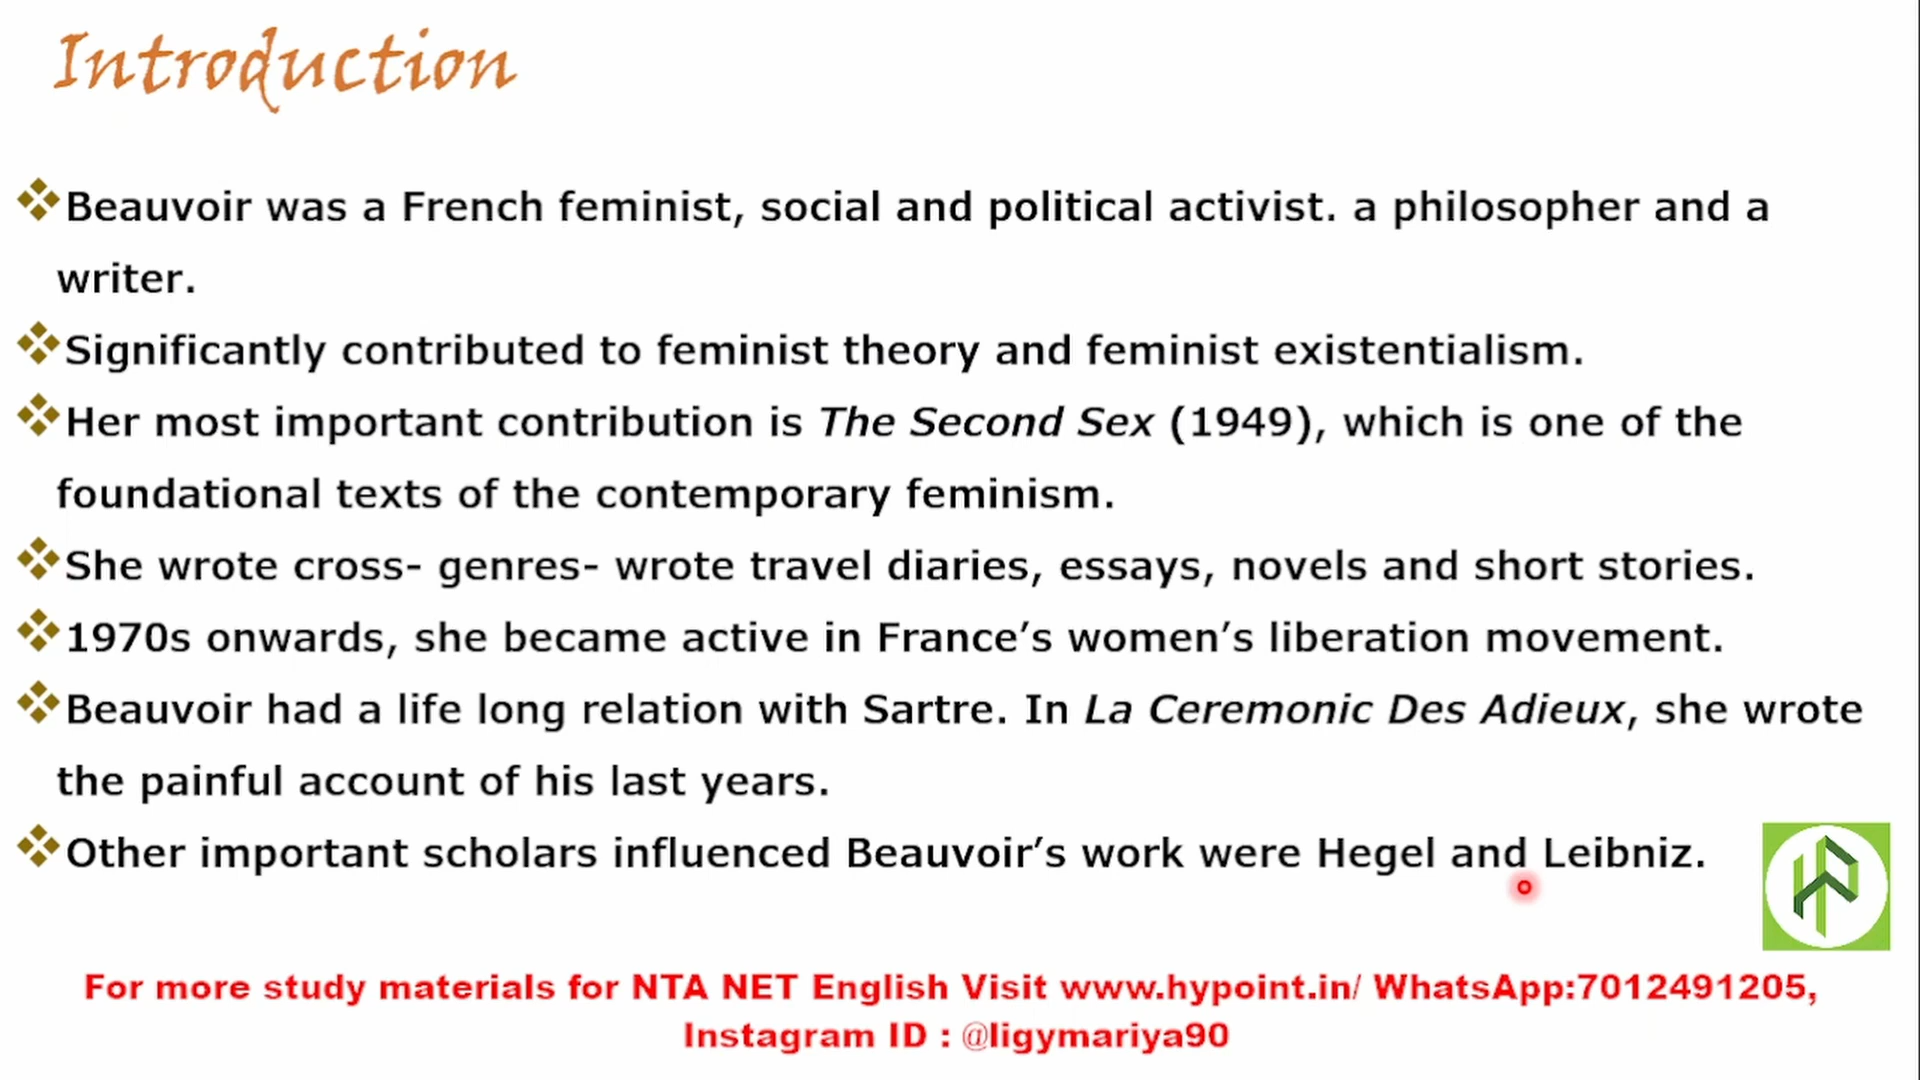 Introduction
Beauvoir was a French feminist, social and political activist. a philosopher and a
writer.
Significantly contributed to feminist theory and feminist existentialism.
Her most important contribution is The Second Sex (1949), which is one of the
foundational texts of the contemporary feminism.
She wrote cross- genres- wrote travel diaries, essays, novels and short stories.
1970s onwards, she became active in France’s women’s liberation movement.
Beauvoir had a life long relation with Sartre. In La Ceremonic Des Adieux, she wrote
the painful account of his last years.
Other important scholars influenced Beauvoir’s work were Hegel and Leibniz.
For more study materials for NTA NET English Visit www.hypoint.in/ WhatsApp:7012491205,
Instagram ID : @ligymariya90